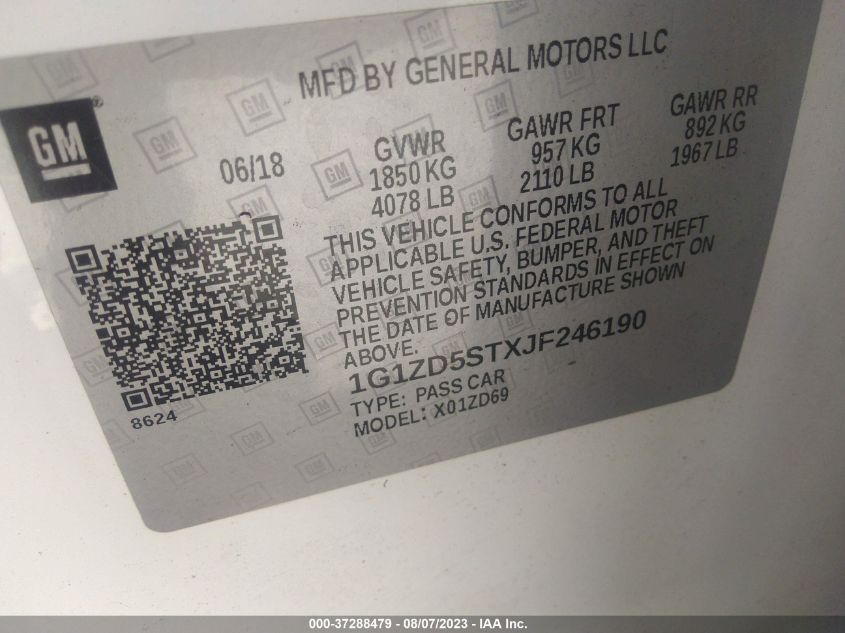 MFD BY GENERAL MOTORS LLC
GM
®
06/18
GVWR
1850 KG
4078 LB
GAWR FRT
957 KG
2110 LB
GAWR RR
892 KG
1967 LB
THIS VEHICLE CONFORMS TO ALL
APPLICABLE U.S. FEDERAL MOTOR
VEHICLE SAFETY, BUMPER, AND THEFT
PREVENTION STANDARDS IN EFFECT ON
THE DATE OF MANUFACTURE SHOWN
ABOVE.
1G1ZD5STXJF246190
TYPE: PASS CAR
MODEL: X01ZD69
8624
000-37288479 - 08/07/2023 - IAA Inc.